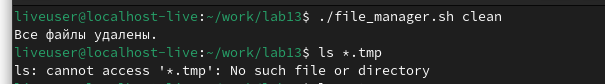 liveuser@localhost-live:~/work/lab13$ ./file_manager.sh clean
Все файлы удалены.
liveuser@localhost-live:~/work/lab13$ ls *.tmp
ls: cannot access '*.tmp': No such file or directory